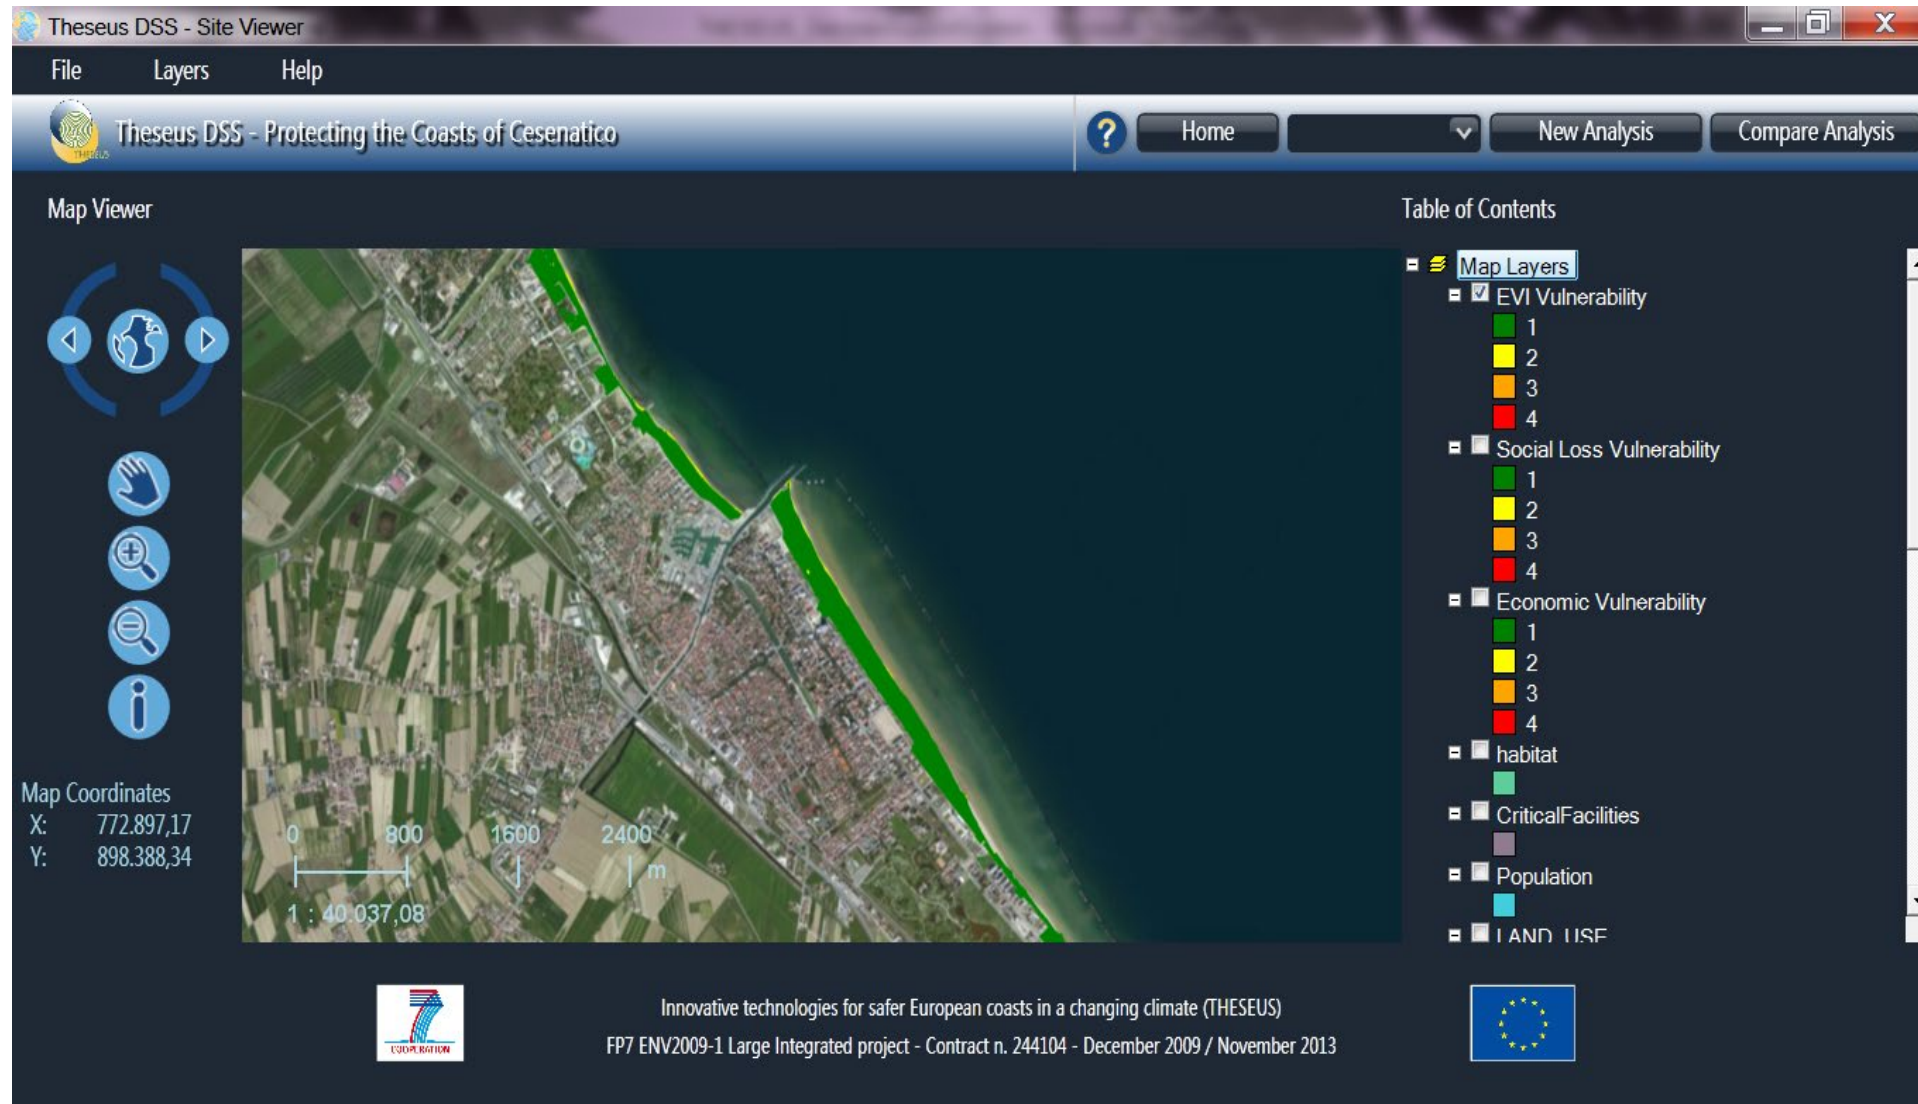 Theseus DSS - Site Viewer
File Layers Help
THESEUS
Theseus DSS - Protecting the Coasts of Cesenatico
? Home New Analysis Compare Analysis
Map Viewer
Table of Contents
Map Layers
EVI Vulnerability
1
2
3
4
Social Loss Vulnerability
1
2
3
4
Economic Vulnerability
1
2
3
4
habitat
CriticalFacilities
Population
LAND_USE
Map Coordinates
X: 772.897,17
Y: 898.388,34
0 800 1600 2400
m
1 : 40.037,08
7
COOPERATION
Innovative technologies for safer European coasts in a changing climate (THESEUS)
FP7 ENV2009-1 Large Integrated project - Contract n. 244104 - December 2009 / November 2013